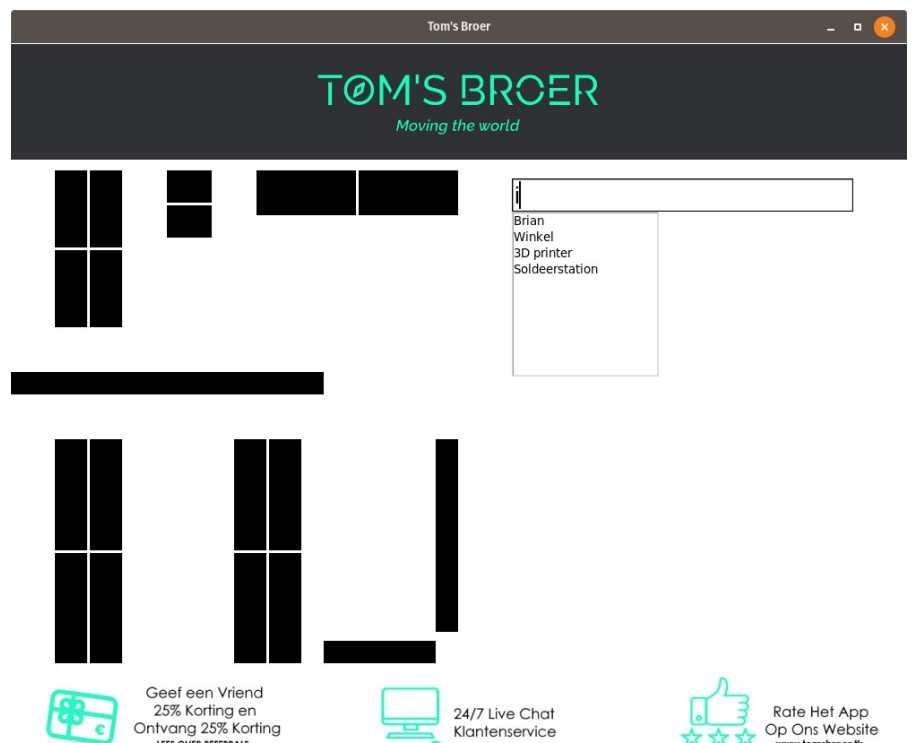 Tom's Broer
TOM'S BROER
Moving the world
i
Brian
Winkel
3D printer
Soldeerstation
Geef een Vriend
25% Korting en
Ontvang 25% Korting
24/7 Live Chat
Klantenservice
Rate Het App
Op Ons Website